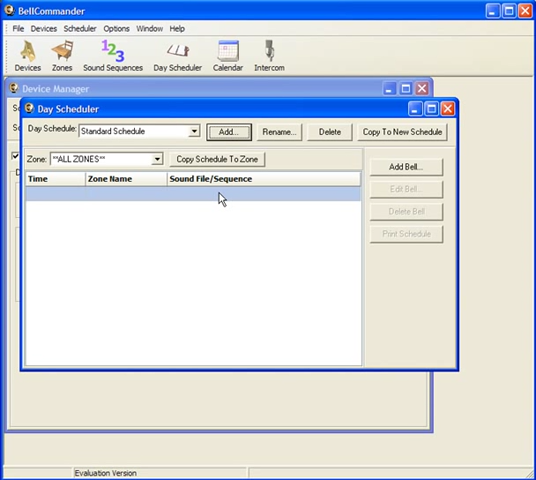 BellCommander
File Devices Scheduler Options Window Help
123
Devices Zones Sound Sequences Day Scheduler Calendar Intercom
Device Manager
Day Scheduler
Day Schedule: Standard Schedule Add... Rename... Delete Copy To New Schedule
Zone: **ALL ZONES** Copy Schedule To Zone
Add Bell...
Time Zone Name Sound File/Sequence
Edit Bell...
Delete Bell
Print Schedule
Evaluation Version